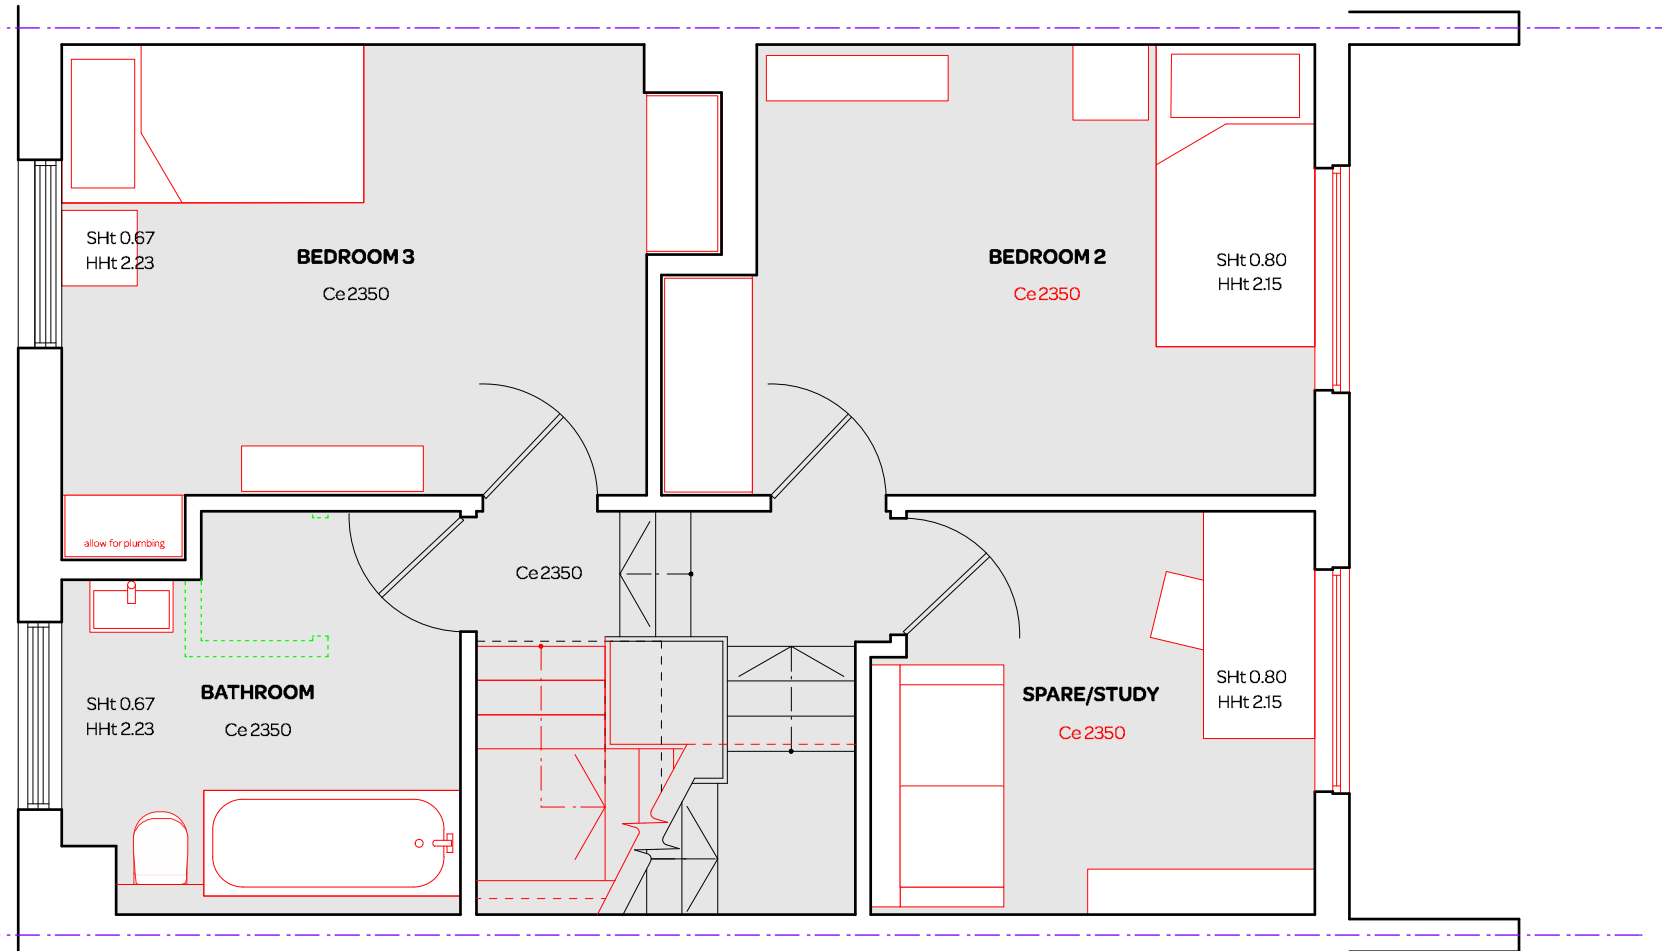 BEDROOM 3
Ce 2350
SHt 0.67
HHt 2.23
BEDROOM 2
Ce 2350
SHt 0.80
HHt 2.15
allow for plumbing
Ce 2350
BATHROOM
Ce 2350
SHt 0.67
HHt 2.23
SPARE/STUDY
Ce 2350
SHt 0.80
HHt 2.15